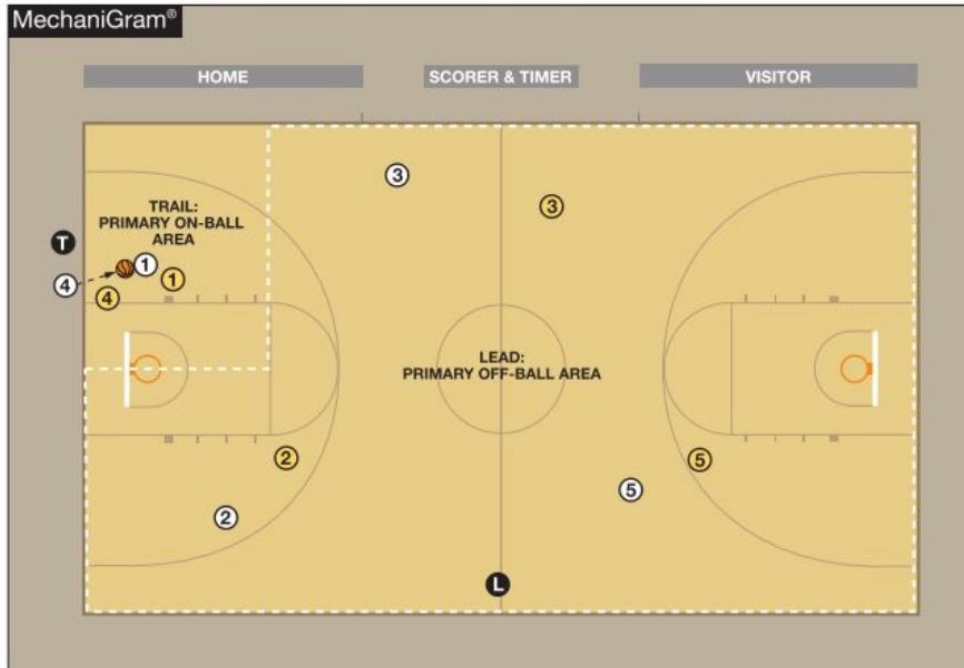 MechaniGram®
HOME
SCORER & TIMER
VISITOR
3
3
TRAIL:
PRIMARY ON-BALL
AREA
T
1
1
4
4
LEAD:
PRIMARY OFF-BALL AREA
2
5
5
2
L